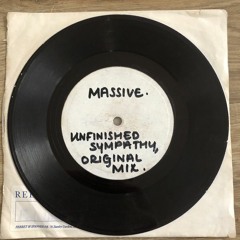 MASSIVE.
UNFINISHED
SYMPATHY,
ORIGINAL
MIX.